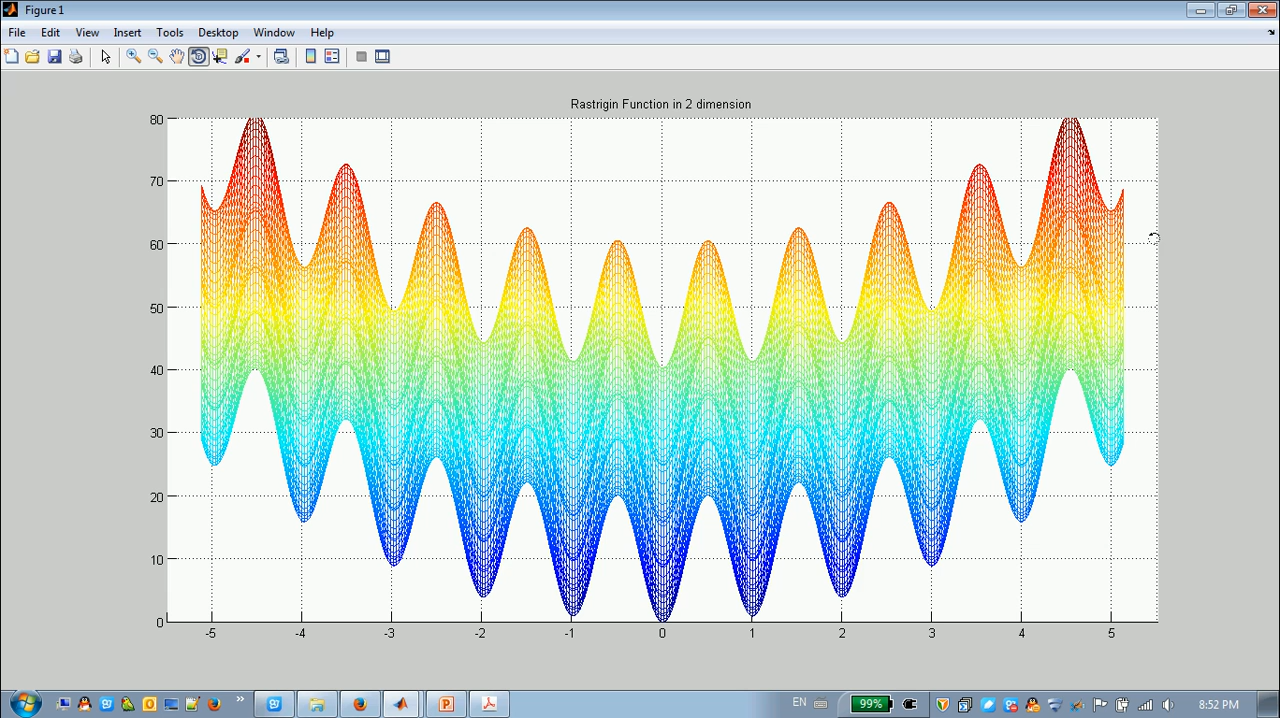 Figure 1
File Edit View Insert Tools Desktop Window Help
Rastrigin Function in 2 dimension
80
70
60
50
40
30
20
10
0
-5 -4 -3 -2 -1 0 1 2 3 4 5
EN 99% 8:52 PM